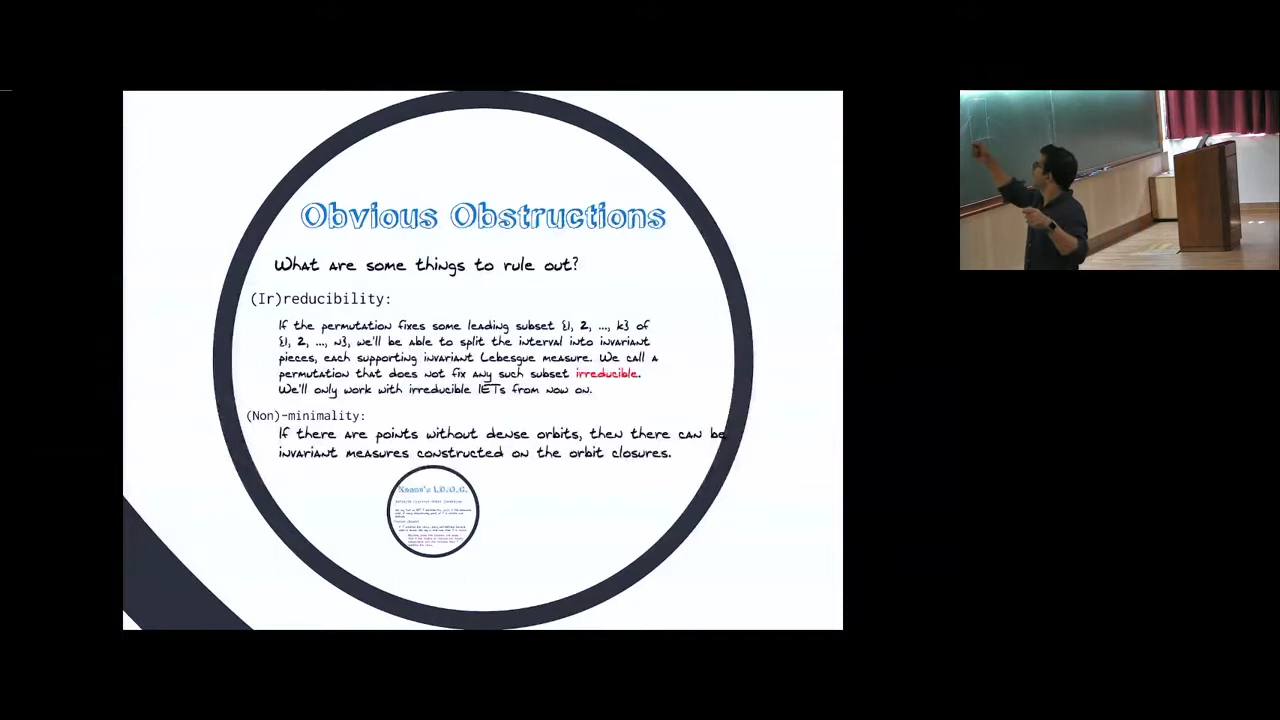 Obvious Obstructions
What are some things to rule out?
(Ir)reducibility:
If the permutation fixes some leading subset {1, 2, ..., k} of
{1, 2, ..., n}, we'll be able to split the interval into invariant
pieces, each supporting invariant Lebesgue measure. We call a
permutation that does not fix any such subset irreducible.
We'll only work with irreducible IETs from now on.
(Non)-minimality:
If there are points without dense orbits, then there can be
invariant measures constructed on the orbit closures.
Keane's I.D.O.C.